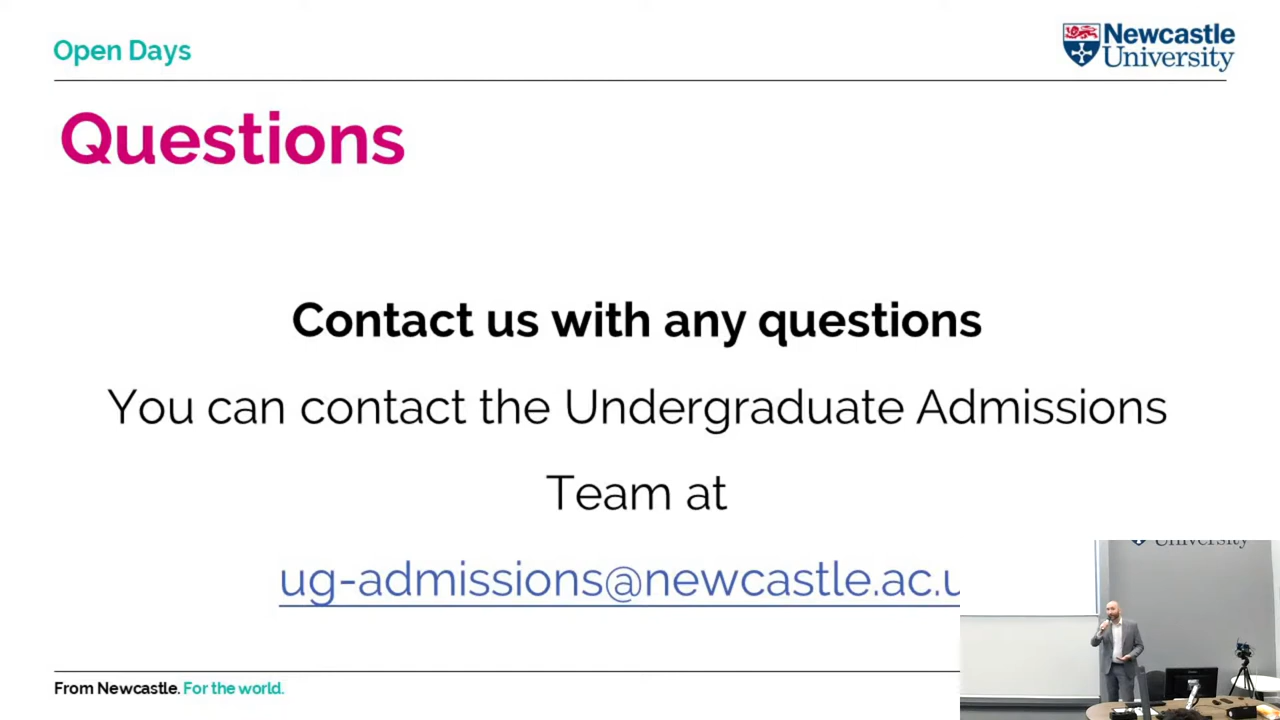 Open Days
Newcastle
University
Questions
Contact us with any questions
You can contact the Undergraduate Admissions
Team at
ug-admissions@newcastle.ac.u
University
From Newcastle. For the world.